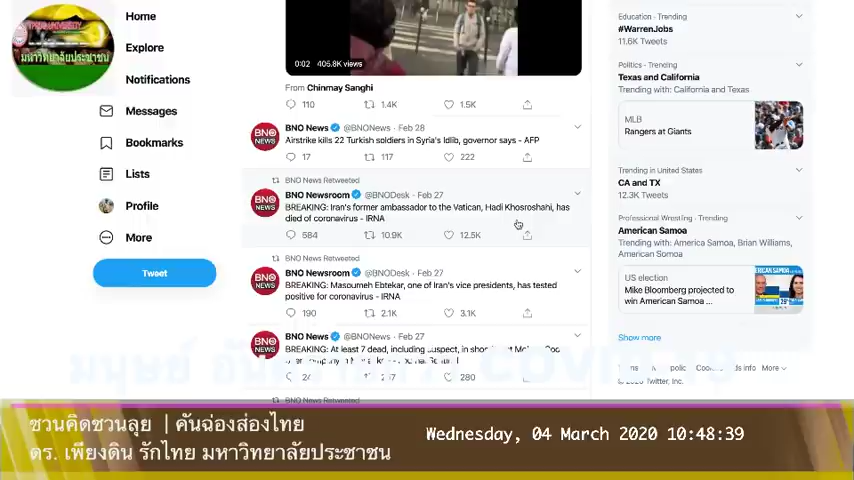 มหาวิทยาลัยประชาชน
Home
Explore
Notifications
Messages
Bookmarks
Lists
Profile
More
Tweet
0:02 405.8K views
From Chinmay Sanghi
110 1.4K 1.5K
BNO News @BNONews · Feb 28
Airstrike kills 22 Turkish soldiers in Syria's Idlib, governor says - AFP
17 117 222
BNO News Retweeted
BNO Newsroom @BNODesk · Feb 27
BREAKING: Iran's former ambassador to the Vatican, Hadi Khosroshahi, has
died of coronavirus - IRNA
584 10.9K 12.5K
BNO News Retweeted
BNO Newsroom @BNODesk · Feb 27
BREAKING: Masoumeh Ebtekar, one of Iran's vice presidents, has tested
positive for coronavirus - IRNA
190 2.1K 3.1K
BNO News @BNONews · Feb 27
BREAKING: At least 7 dead, including suspect, in
280
BNO News Retweeted
Education · Trending
#WarrenJobs
11.6K Tweets
Politics · Trending
Texas and California
Trending with: California and Texas
MLB
Rangers at Giants
Trending in United States
CA and TX
12.3K Tweets
Professional Wrestling · Trending
American Samoa
Trending with: America Samoa, Brian Williams,
American Somoa
US election
Mike Bloomberg projected to
win American Samoa ...
Show more
More
Twitter, Inc.
มนุษย์
ชวนคิดชวนลุย | คันฉ่องส่องไทย
ดร. เพียงดิน รักไทย มหาวิทยาลัยประชาชน
Wednesday, 04 March 2020 10:48:39